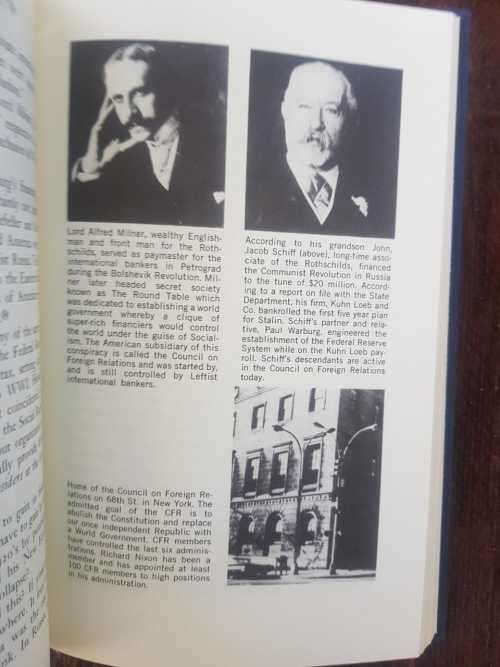 Lord Alfred Milner, wealthy English-
man and front man for the Roth-
schilds, served as paymaster for the
international bankers in Petrograd
during the Bolshevik Revolution. Mil-
ner later headed secret society
known as The Round Table which
was dedicated to establishing a world
government whereby a clique of
super-rich financiers would control
the world under the guise of Social-
ism. The American subsidiary of this
conspiracy is called the Council on
Foreign Relations and was started by,
and is still controlled by Leftist
international bankers.
According to his grandson John,
Jacob Schiff (above), long-time asso-
ciate of the Rothschilds, financed
the Communist Revolution in Russia
to the tune of $20 million. Accord-
ing to a report on file with the State
Department, his firm, Kuhn Loeb and
Co. bankrolled the first five year plan
for Stalin. Schiff's partner and rela-
tive, Paul Warburg, engineered the
establishment of the Federal Reserve
System while on the Kuhn Loeb pay-
roll. Schiff's descendants are active
in the Council on Foreign Relations
today.
Home of the Council on Foreign Re-
lations on 68th St. in New York. The
admitted goal of the CFR is to
abolish the Constitution and replace
our once independent Republic with
a World Government. CFR members
have controlled the last six adminis-
trations. Richard Nixon has been a
member and has appointed at least
100 CFR members to high positions
in his administration.